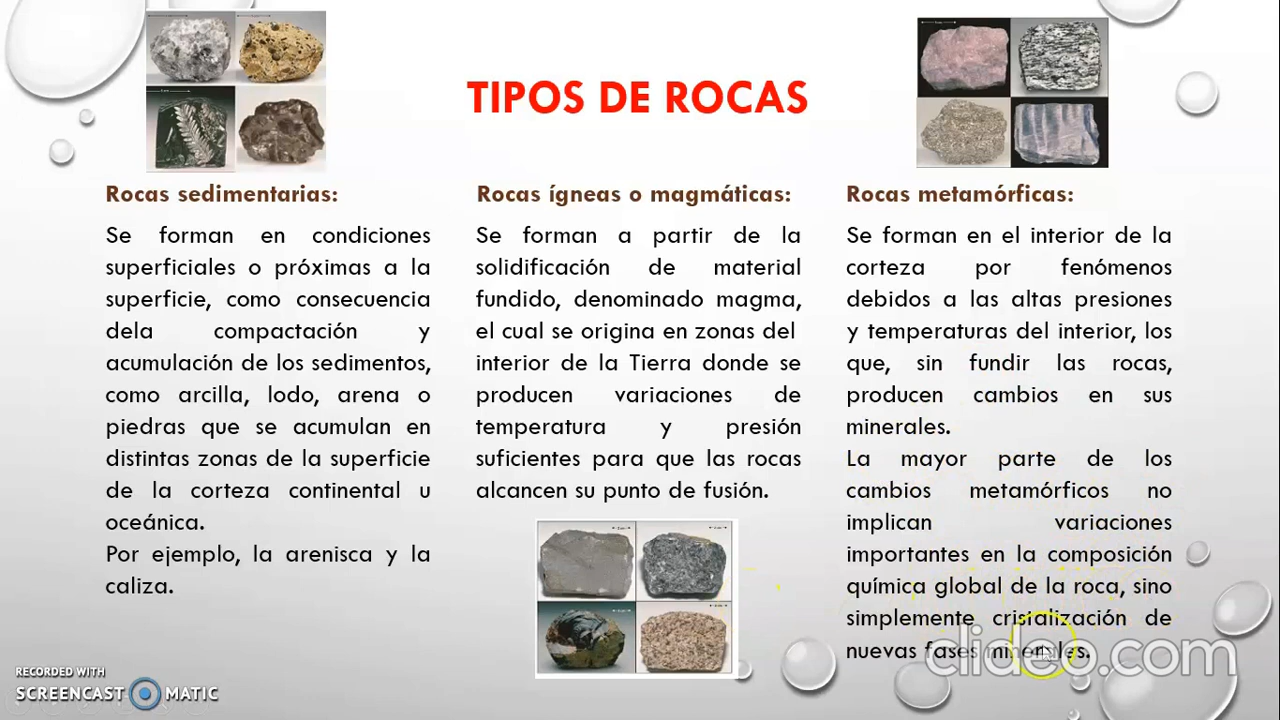 TIPOS DE ROCAS
Rocas sedimentarias:
Se forman en condiciones
superficiales o próximas a la
superficie, como consecuencia
dela compactación y
acumulación de los sedimentos,
como arcilla, lodo, arena o
piedras que se acumulan en
distintas zonas de la superficie
de la corteza continental u
oceánica.
Por ejemplo, la arenisca y la
caliza.
Rocas ígneas o magmáticas:
Se forman a partir de la
solidificación de material
fundido, denominado magma,
el cual se origina en zonas del
interior de la Tierra donde se
producen variaciones de
temperatura y presión
suficientes para que las rocas
alcancen su punto de fusión.
Rocas metamórficas:
Se forman en el interior de la
corteza por fenómenos
debidos a las altas presiones
y temperaturas del interior, los
que, sin fundir las rocas,
producen cambios en sus
minerales.
La mayor parte de los
cambios metamórficos no
implican variaciones
importantes en la composición
química global de la roca, sino
simplemente cristalización de
nuevas fases minerales.
clideo.com
RECORDED WITH
SCREENCAST MATIC